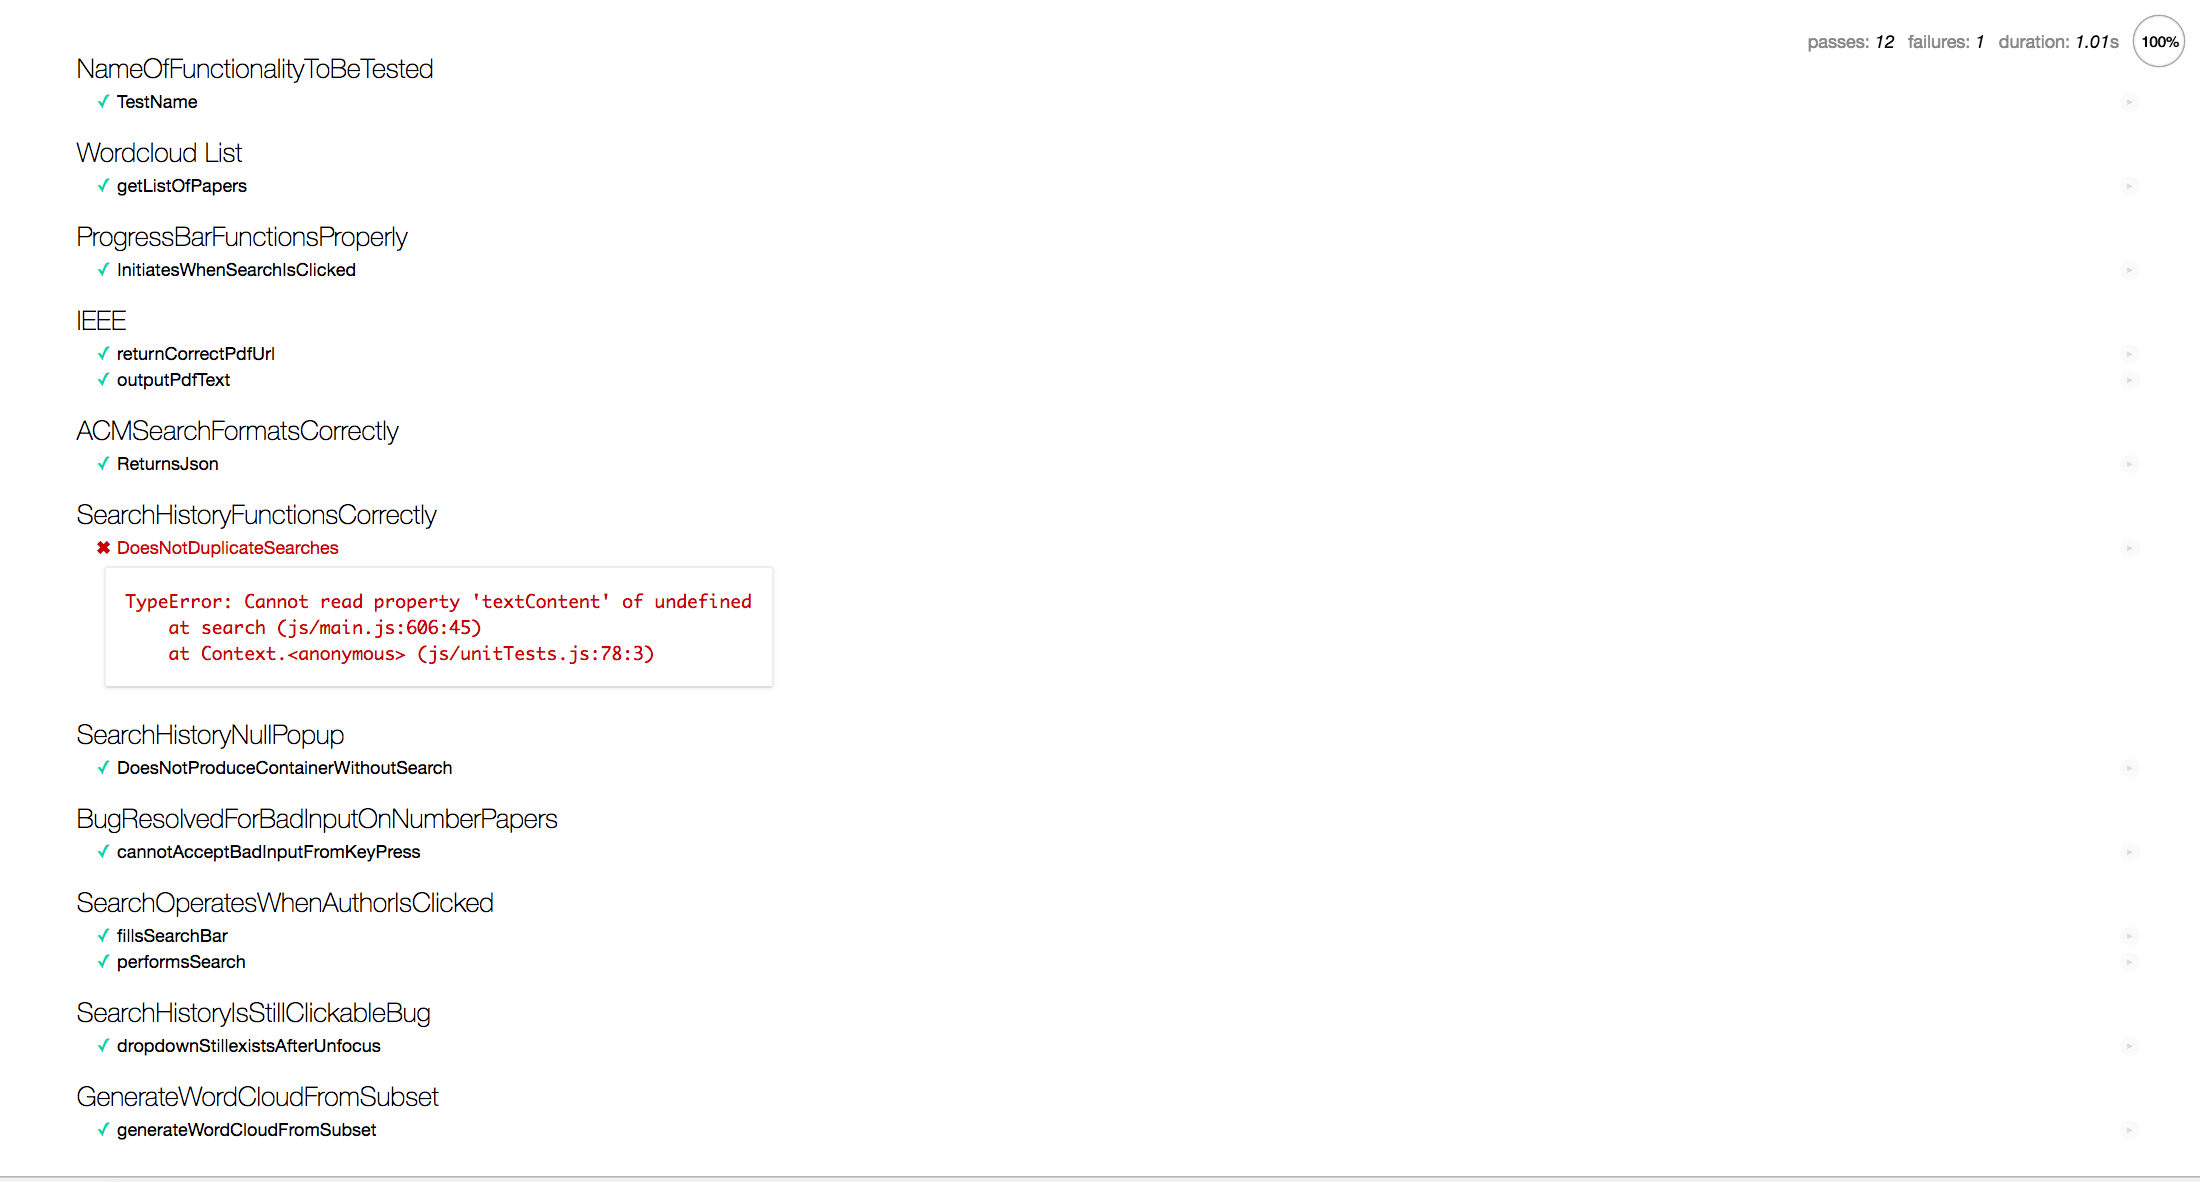 passes: 12 failures: 1 duration: 1.01s 100%
NameOfFunctionalityToBeTested
✓ TestName
Wordcloud List
✓ getListOfPapers
ProgressBarFunctionsProperly
✓ InitiatesWhenSearchIsClicked
IEEE
✓ returnCorrectPdfUrl
✓ outputPdfText
ACMSearchFormatsCorrectly
✓ ReturnsJson
SearchHistoryFunctionsCorrectly
✖ DoesNotDuplicateSearches
TypeError: Cannot read property 'textContent' of undefined
at search (js/main.js:606:45)
at Context.<anonymous> (js/unitTests.js:78:3)
SearchHistoryNullPopup
✓ DoesNotProduceContainerWithoutSearch
BugResolvedForBadInputOnNumberPapers
✓ cannotAcceptBadInputFromKeyPress
SearchOperatesWhenAuthorIsClicked
✓ fillsSearchBar
✓ performsSearch
SearchHistoryIsStillClickableBug
✓ dropdownStillexistsAfterUnfocus
GenerateWordCloudFromSubset
✓ generateWordCloudFromSubset